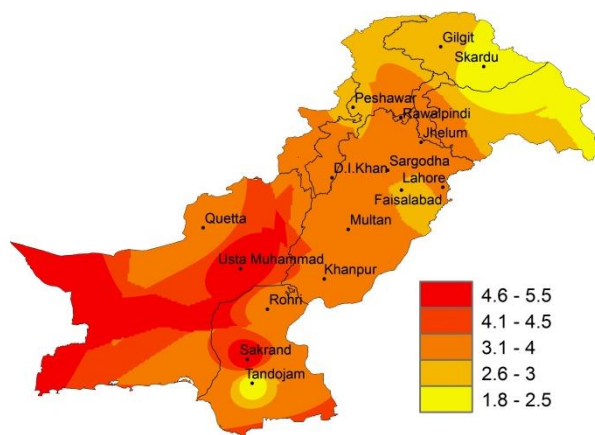 Gilgit
Skardu
Peshawar
Rawalpindi
Jhelum
D.I.Khan
Sargodha
Lahore
Faisalabad
Quetta
Multan
Usta Muhammad
Khanpur
Rohri
Sakrand
Tandojam
4.6 - 5.5
4.1 - 4.5
3.1 - 4
2.6 - 3
1.8 - 2.5